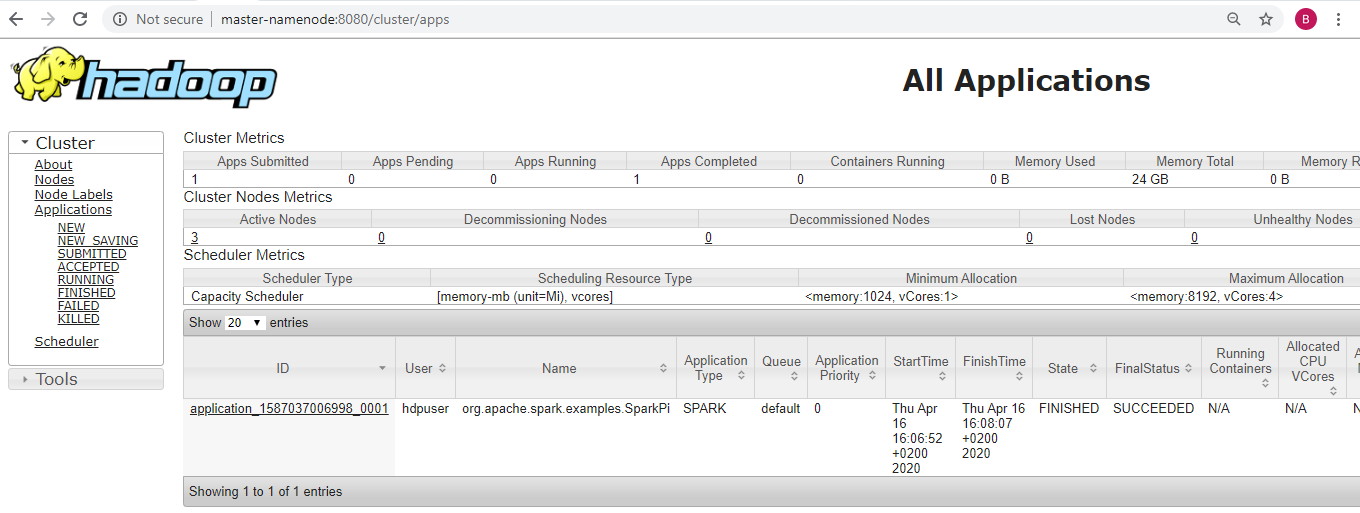 Not secure | master-namenode:8080/cluster/apps B
hadoop
All Applications
Cluster
About
Nodes
Node Labels
Applications
NEW
NEW_SAVING
SUBMITTED
ACCEPTED
RUNNING
FINISHED
FAILED
KILLED
Scheduler
Tools
Cluster Metrics
Apps Submitted Apps Pending Apps Running Apps Completed Containers Running Memory Used Memory Total Memory R
1 0 0 1 0 0 B 24 GB 0 B
Cluster Nodes Metrics
Active Nodes Decommissioning Nodes Decommissioned Nodes Lost Nodes Unhealthy Nodes
3 0 0 0 0
Scheduler Metrics
Scheduler Type Scheduling Resource Type Minimum Allocation Maximum Allocation
Capacity Scheduler [memory-mb (unit=Mi), vcores] <memory:1024, vCores:1> <memory:8192, vCores:4>
Show 20 entries
ID User Name Application Type Queue Application Priority StartTime FinishTime State FinalStatus Running Containers Allocated CPU VCores
application_1587037006998_0001 hdpuser org.apache.spark.examples.SparkPi SPARK default 0 Thu Apr 16 16:06:52 +0200 2020 Thu Apr 16 16:08:07 +0200 2020 FINISHED SUCCEEDED N/A N/A
Showing 1 to 1 of 1 entries